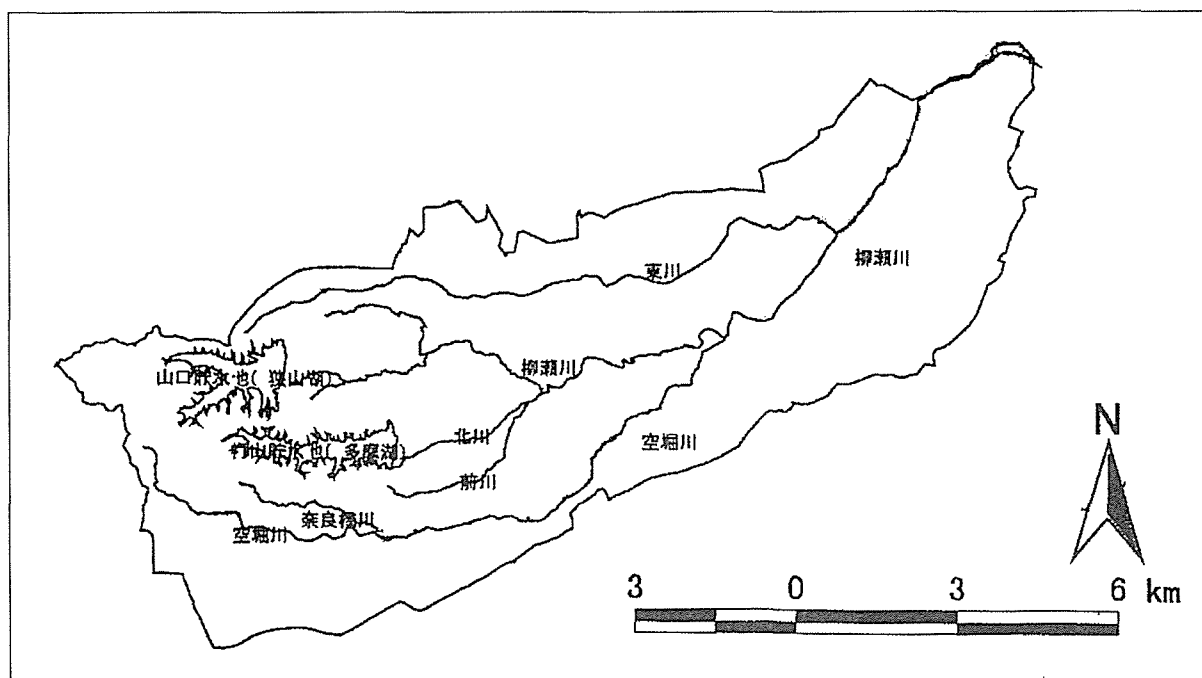 東川
柳瀬川
柳瀬川
山口貯水池( 狭山湖)
空堀川
北川
村山貯水池( 多摩湖)
前川
奈良橋川
空堀川
N
3 0 3 6 km